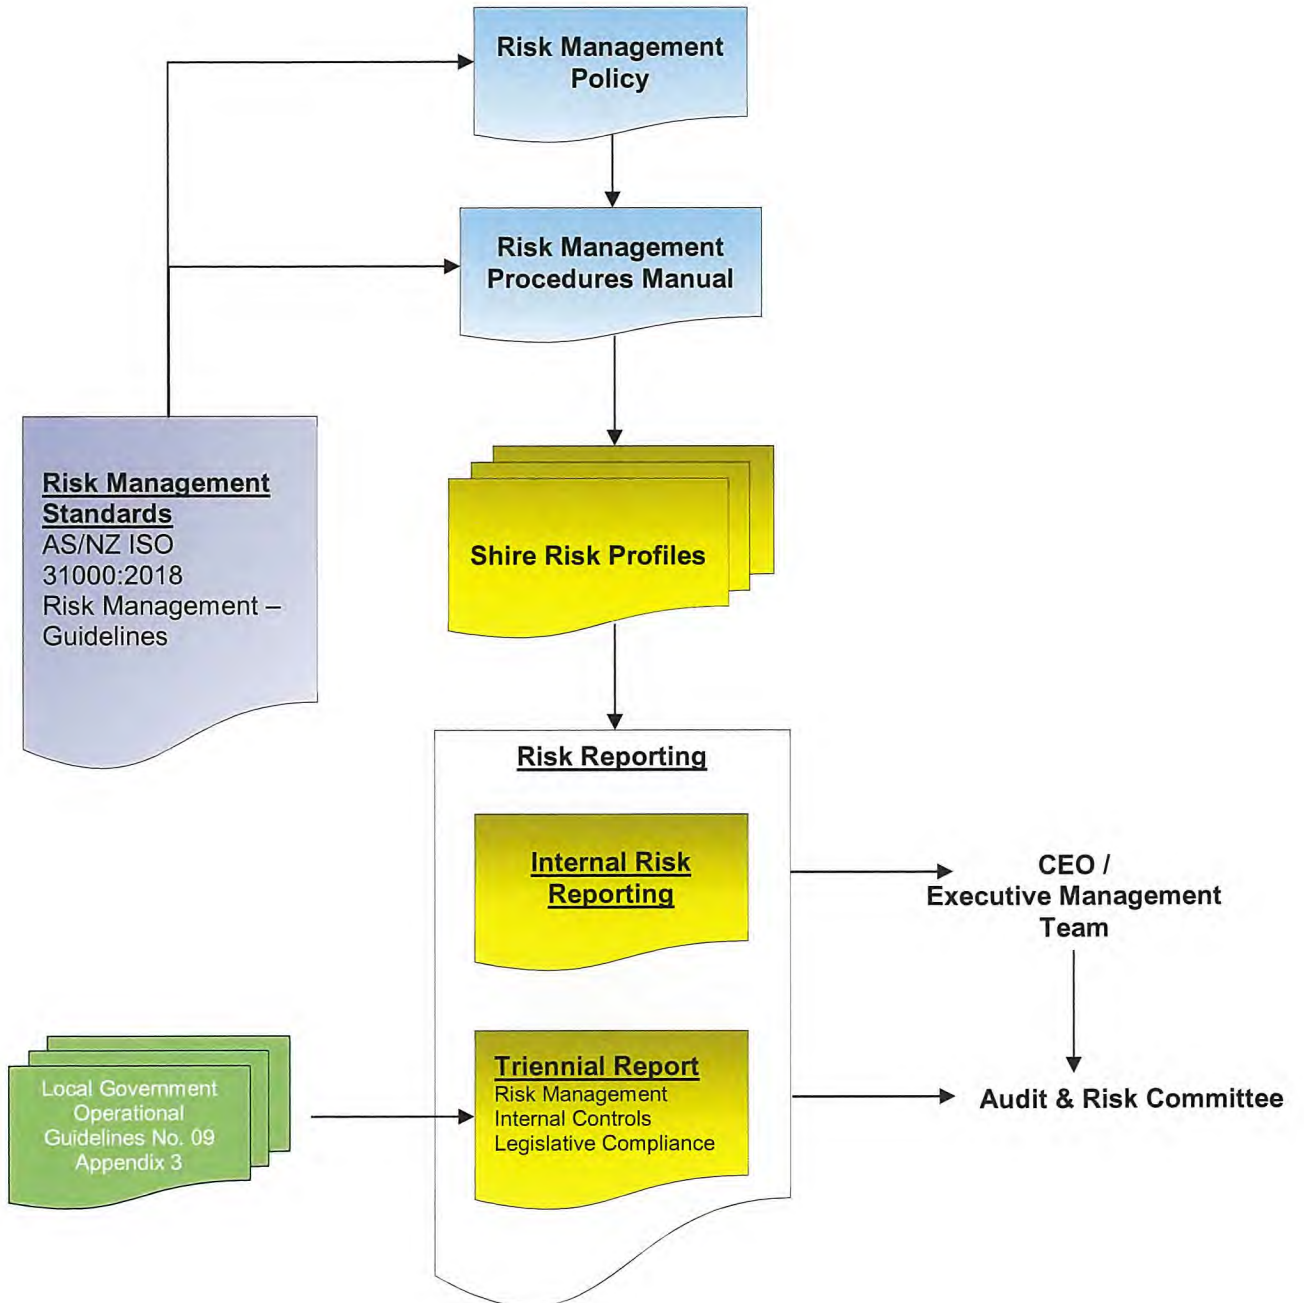 Risk Management
Policy
Risk Management
Procedures Manual
Risk Management
Standards
AS/NZ ISO
31000:2018
Risk Management –
Guidelines
Shire Risk Profiles
Risk Reporting
Internal Risk
Reporting
CEO /
Executive Management
Team
Local Government
Operational
Guidelines No. 09
Appendix 3
Triennial Report
Risk Management
Internal Controls
Legislative Compliance
Audit & Risk Committee